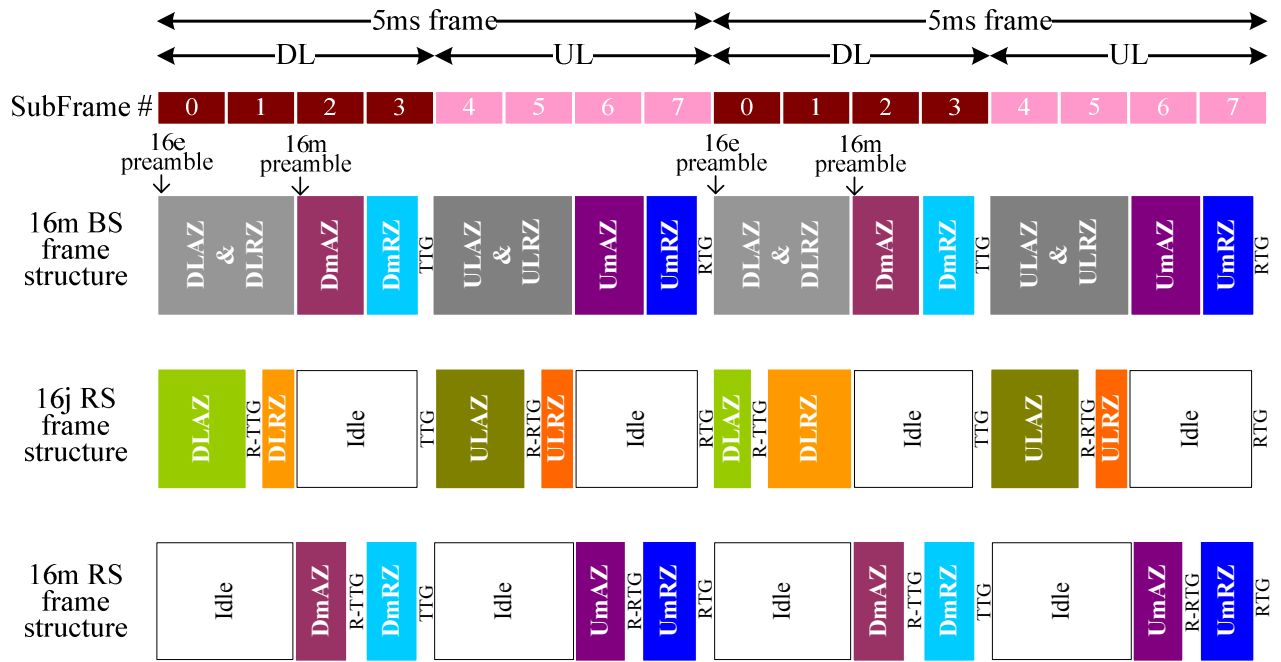 5ms frame 5ms frame
DL UL DL UL
SubFrame # 0 1 2 3 4 5 6 7 0 1 2 3 4 5 6 7
16e preamble 16m preamble 16e preamble 16m preamble
16m BS
frame
structure
DLAZ & DLRZ DmAZ DmRZ TTG ULAZ & ULRZ UmAZ UmRZ RTG DLAZ & DLRZ DmAZ DmRZ TTG ULAZ & ULRZ UmAZ UmRZ RTG
16j RS
frame
structure
DLAZ R-TTG DLRZ Idle TTG ULAZ R-RTG ULRZ Idle RTG DLAZ R-TTG DLRZ Idle TTG ULAZ R-RTG ULRZ Idle RTG
16m RS
frame
structure
Idle DmAZ R-TTG DmRZ TTG Idle UmAZ R-RTG UmRZ RTG Idle DmAZ R-TTG DmRZ TTG Idle UmAZ R-RTG UmRZ RTG